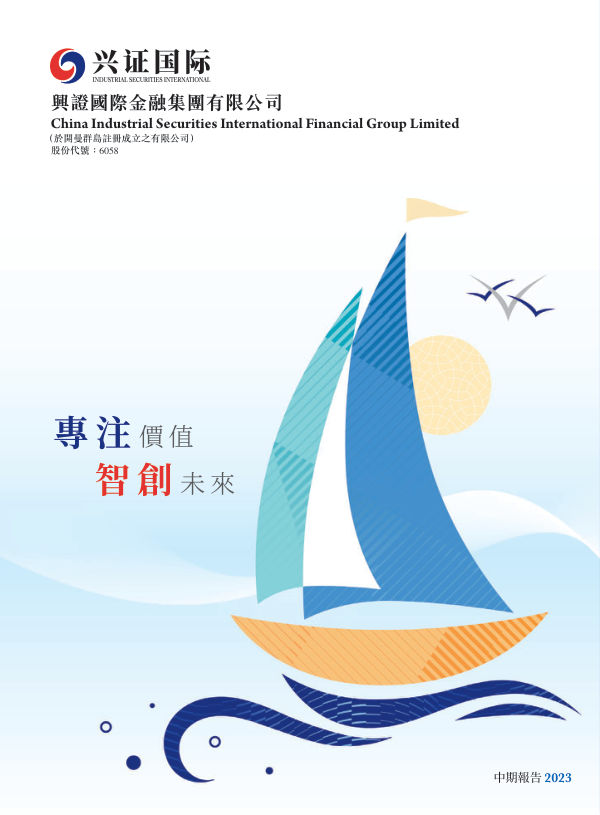 兴证国际
INDUSTRIAL SECURITIES INTERNATIONAL
興證國際金融集團有限公司
China Industrial Securities International Financial Group Limited
(於開曼群島註冊成立之有限公司)
股份代號：6058
專注價值
智創未來
中期報告 2023